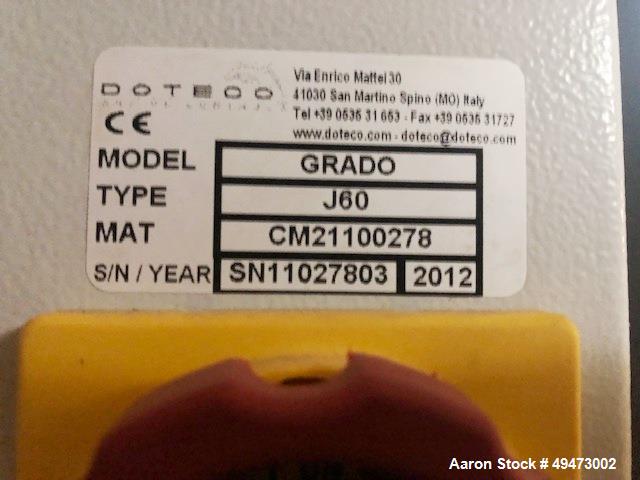 DOTECO
Via Enrico Mattei 30
41030 San Martino Spino (MO) Italy
Tel +39 0535 31 653 - Fax +39 0535 31727
www.doteco.com - doteco@doteco.com
CE
MODEL GRADO
TYPE J60
MAT CM21100278
S/N / YEAR SN11027803 2012
Aaron Stock # 49473002